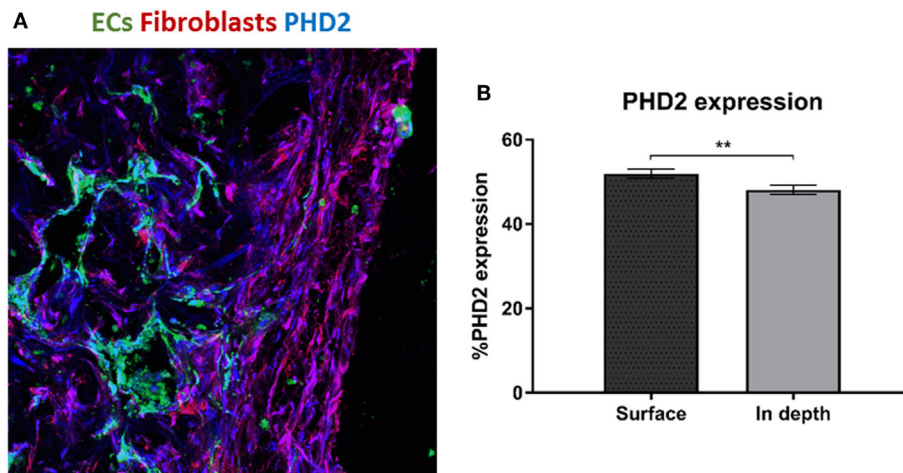 A
ECs Fibroblasts PHD2
B
PHD2 expression
**
%PHD2 expression
60
40
20
0
Surface
In depth